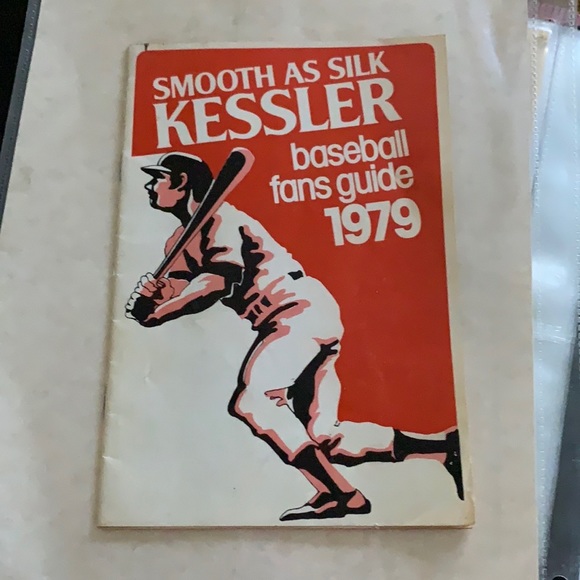 SMOOTH AS SILK
KESSLER
baseball
fans guide
1979